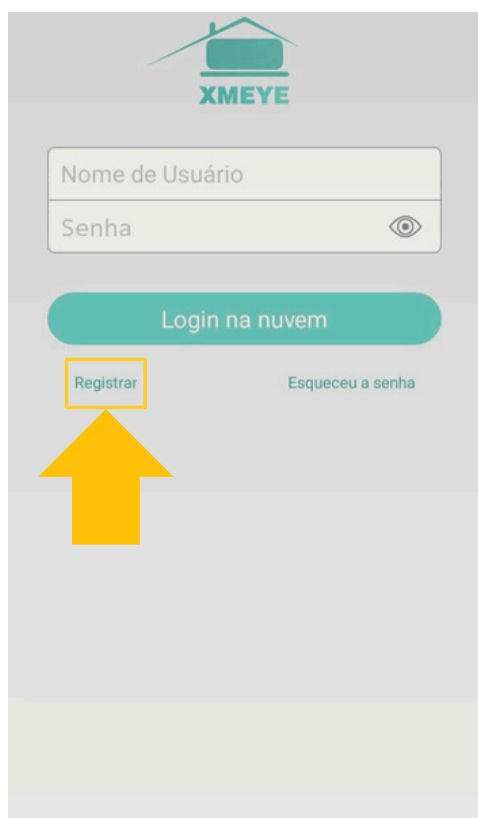 XMEYE
Nome de Usuário
Senha
Login na nuvem
Registrar
Esqueceu a senha